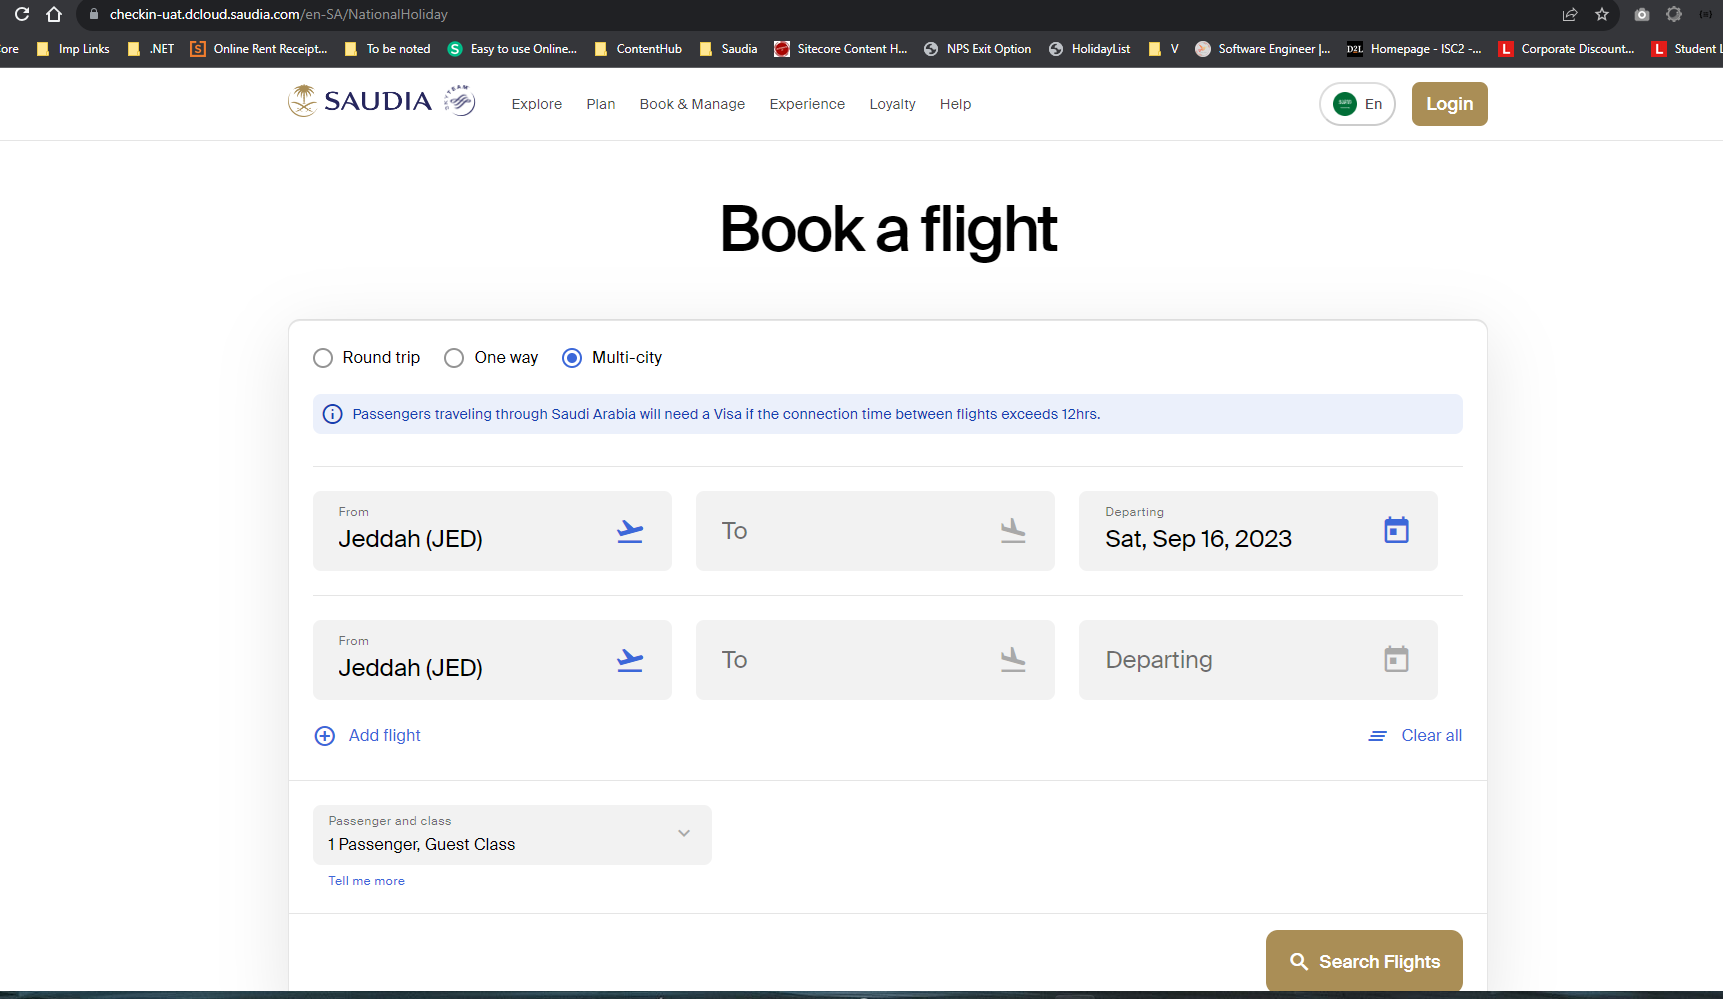 checkin-uat.dcloud.saudia.com/en-SA/NationalHoliday
ore Imp Links .NET Online Rent Receipt... To be noted Easy to use Online... ContentHub Saudia Sitecore Content H... NPS Exit Option HolidayList V Software Engineer |... D2L Homepage - ISC2 -... L Corporate Discount... L Student L
SAUDIA Explore Plan Book & Manage Experience Loyalty Help En Login
Book a flight
Round trip One way Multi-city
Passengers traveling through Saudi Arabia will need a Visa if the connection time between flights exceeds 12hrs.
From
Jeddah (JED)
To
Departing
Sat, Sep 16, 2023
From
Jeddah (JED)
To
Departing
Add flight
Clear all
Passenger and class
1 Passenger, Guest Class
Tell me more
Search Flights